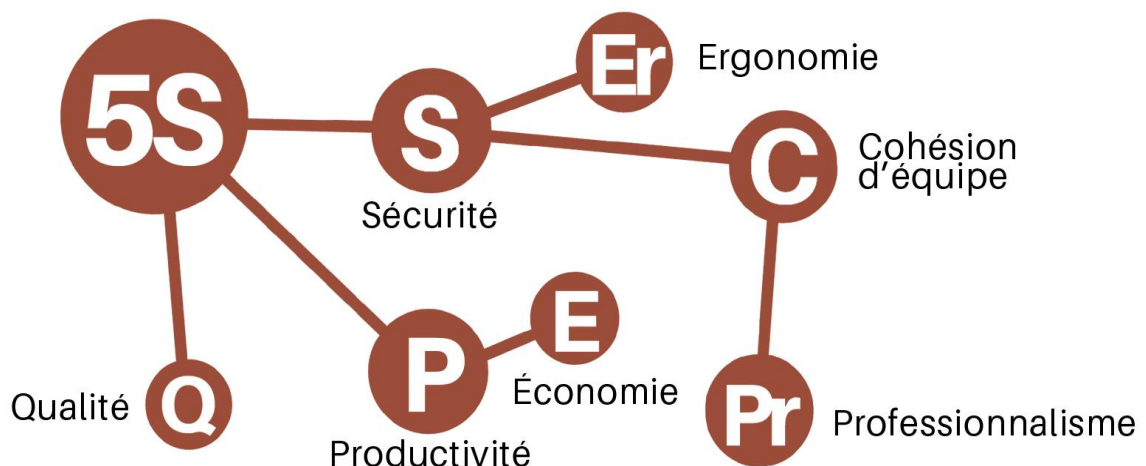 5S
S
Sécurité
Er
Ergonomie
C
Cohésion
d'équipe
Q
Qualité
P
Productivité
E
Économie
Pr
Professionnalisme